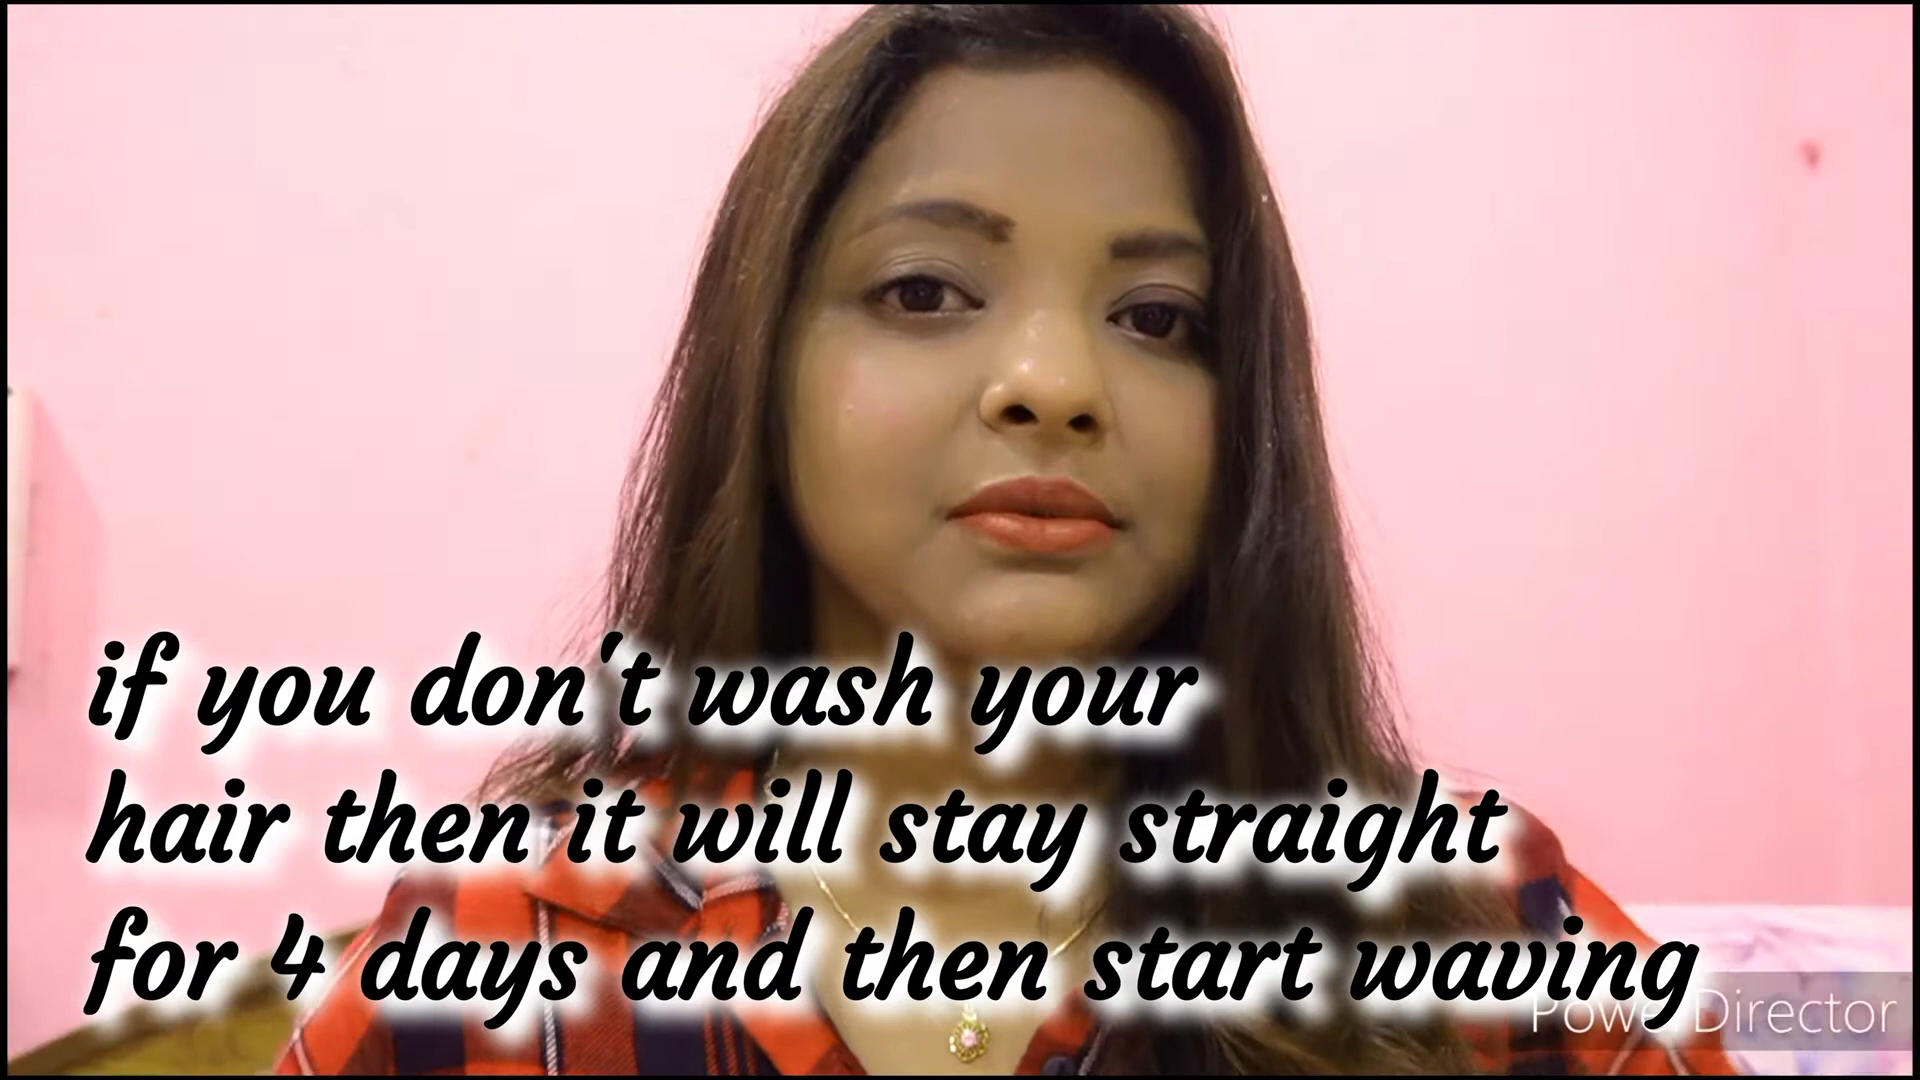 if you don't wash your
hair then it will stay straight
for 4 days and then start waving
PowerDirector